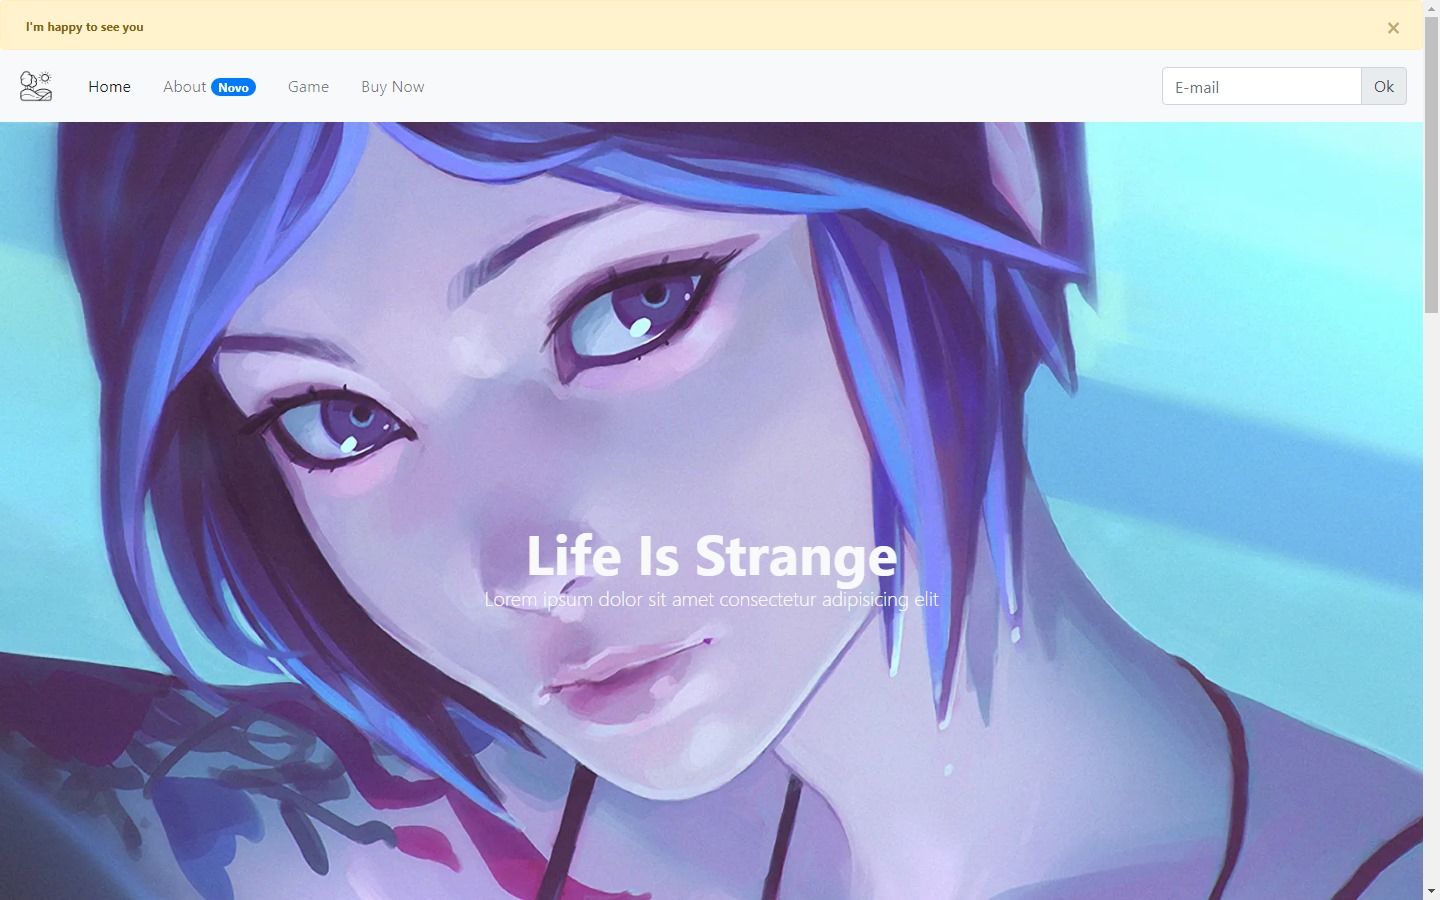 I'm happy to see you ×
Home About Novo Game Buy Now E-mail Ok
Life Is Strange
Lorem ipsum dolor sit amet consectetur adipisicing elit